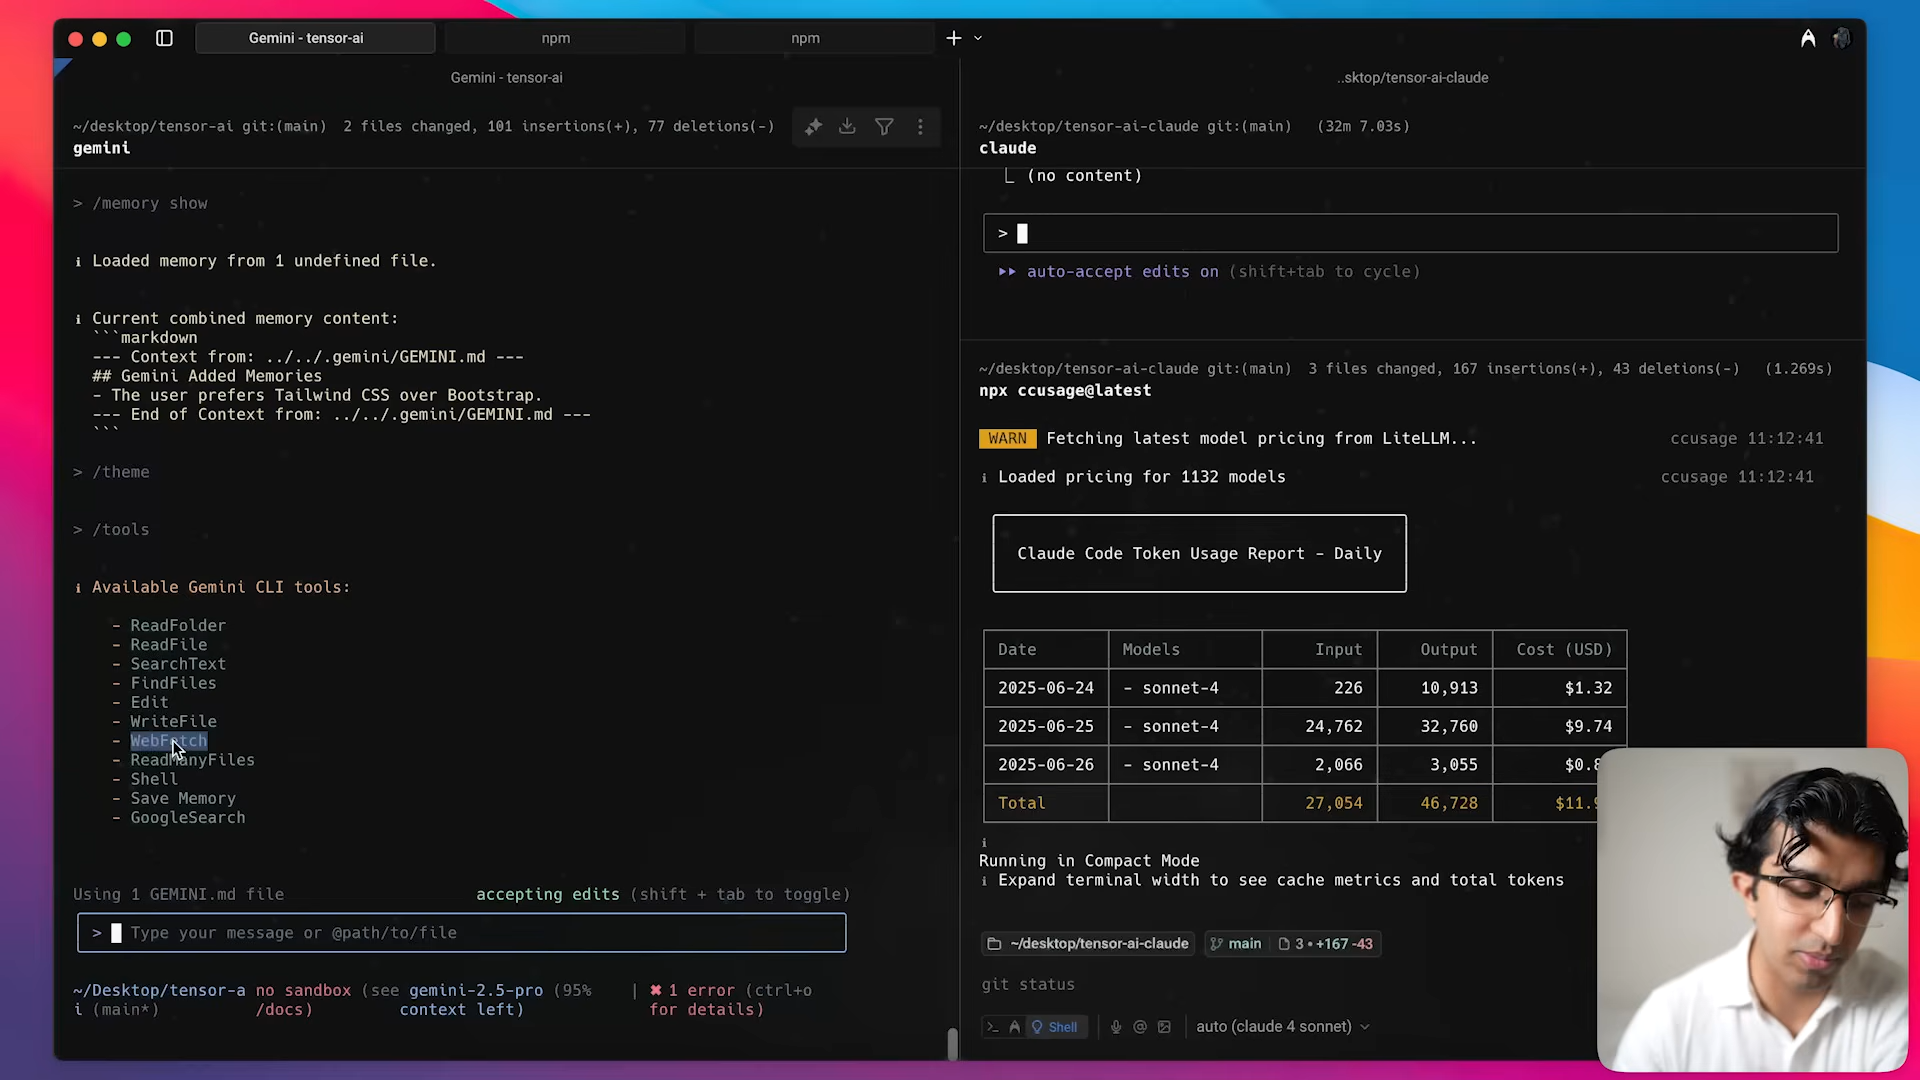 Gemini - tensor-ai
npm
npm
Gemini - tensor-ai
~/desktop/tensor-ai git:(main) 2 files changed, 101 insertions(+), 77 deletions(-)
gemini
> /memory show
i Loaded memory from 1 undefined file.
i Current combined memory content:
```markdown
--- Context from: ../../.gemini/GEMINI.md ---
## Gemini Added Memories
- The user prefers Tailwind CSS over Bootstrap.
--- End of Context from: ../../.gemini/GEMINI.md ---
```
> /theme
> /tools
i Available Gemini CLI tools:
- ReadFolder
- ReadFile
- SearchText
- FindFiles
- Edit
- WriteFile
- WebFetch
- ReadManyFiles
- Shell
- Save Memory
- GoogleSearch
Using 1 GEMINI.md file accepting edits (shift + tab to toggle)
> Type your message or @path/to/file
~/Desktop/tensor-a no sandbox (see gemini-2.5-pro (95% | ✖ 1 error (ctrl+o
i (main*) /docs) context left) for details)
..sktop/tensor-ai-claude
~/desktop/tensor-ai-claude git:(main) (32m 7.03s)
claude
(no content)
>
auto-accept edits on (shift+tab to cycle)
~/desktop/tensor-ai-claude git:(main) 3 files changed, 167 insertions(+), 43 deletions(-) (1.269s)
npx ccusage@latest
WARN Fetching latest model pricing from LiteLLM... ccusage 11:12:41
i Loaded pricing for 1132 models ccusage 11:12:41
Claude Code Token Usage Report - Daily
Date Models Input Output Cost (USD)
2025-06-24 - sonnet-4 226 10,913 $1.32
2025-06-25 - sonnet-4 24,762 32,760 $9.74
2025-06-26 - sonnet-4 2,066 3,055
Total 27,054 46,728
i
Running in Compact Mode
i Expand terminal width to see cache metrics and total tokens
~/desktop/tensor-ai-claude main 3 • +167 -43
git status
Shell auto (claude 4 sonnet)